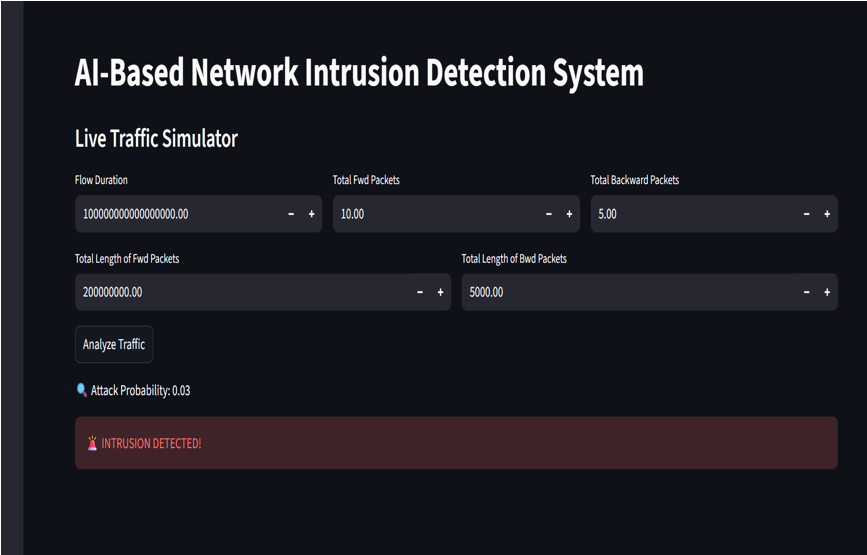 AI-Based Network Intrusion Detection System
Live Traffic Simulator
Flow Duration
Total Fwd Packets
Total Backward Packets
100000000000000000.00
10.00
5.00
Total Length of Fwd Packets
Total Length of Bwd Packets
200000000.00
5000.00
Analyze Traffic
🔍 Attack Probability: 0.03
🚨 INTRUSION DETECTED!